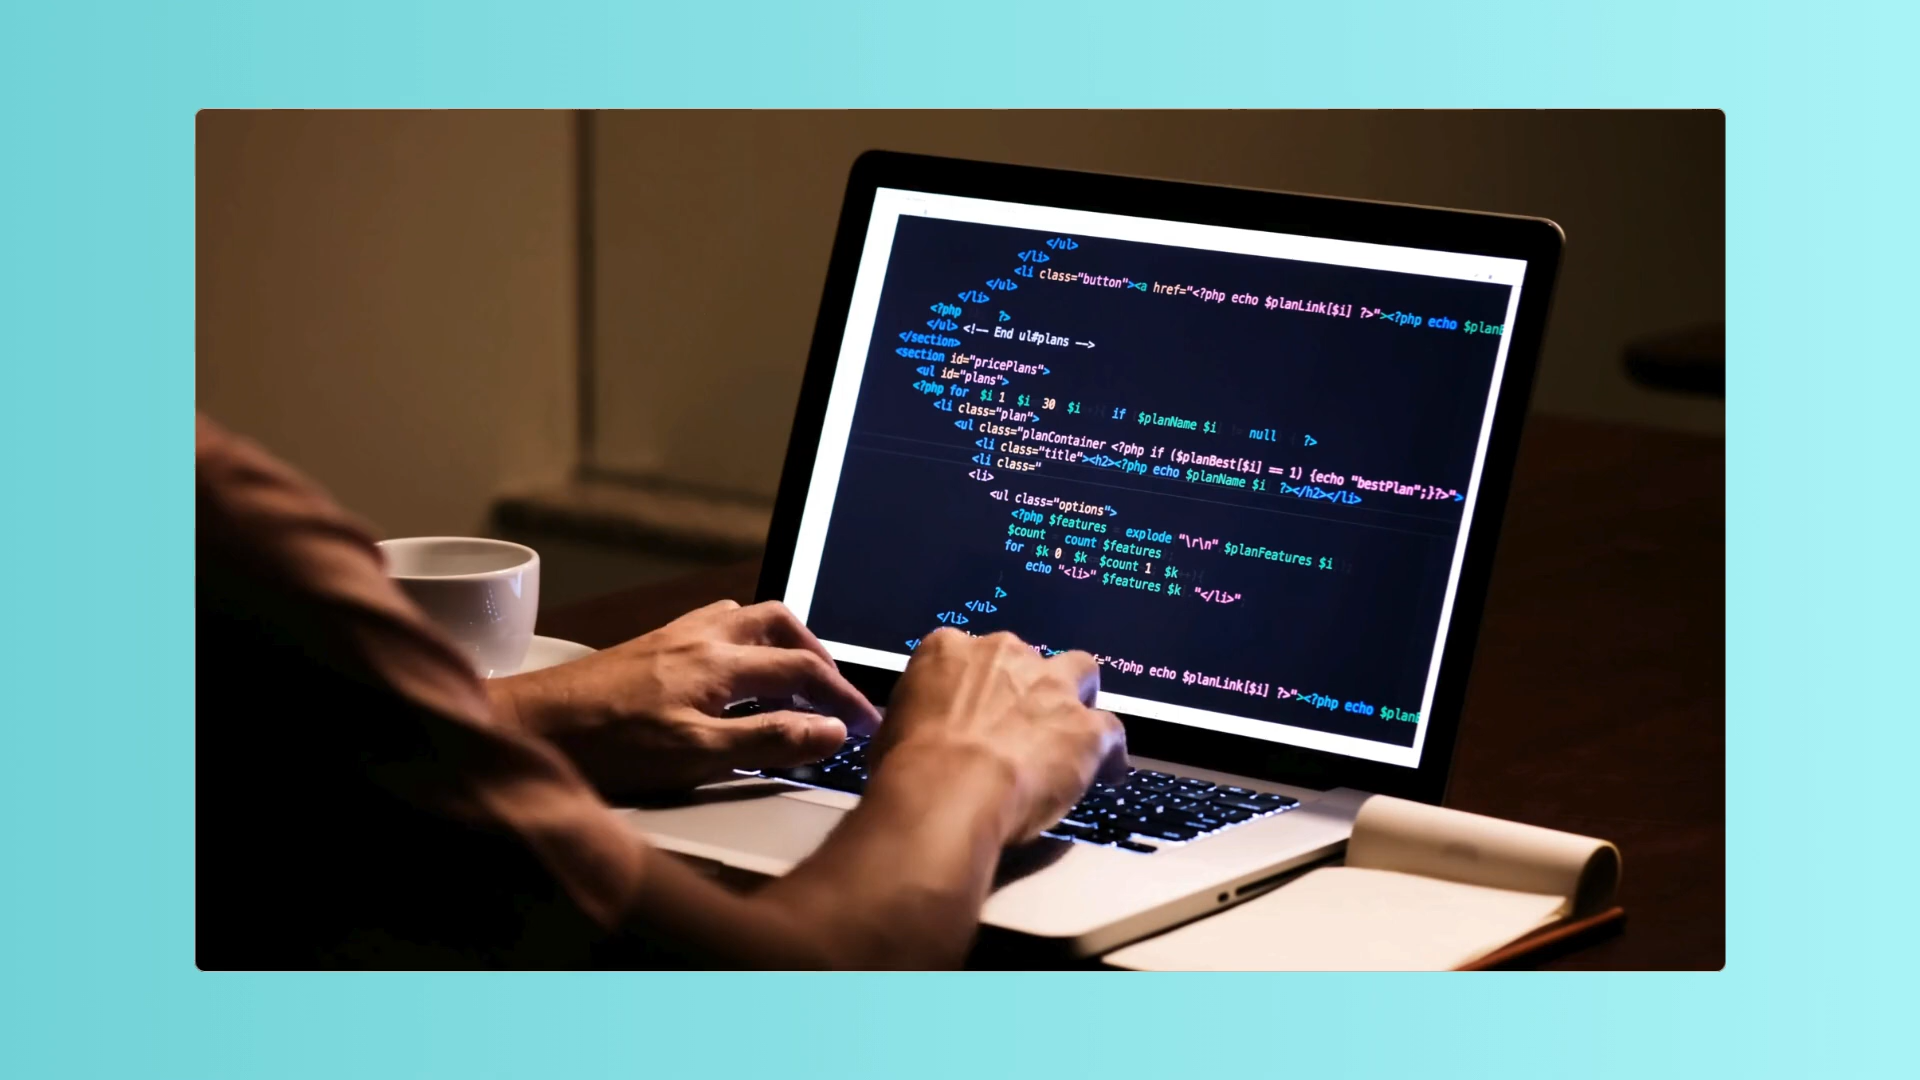 </ul>
</li>
<li class="button"><a href="<?php echo $planLink[$i] ?>"><?php echo
</ul>
</li>
<?php ?>
</ul> <!-- End ul#plans -->
</section>
<section id="pricePlans">
<ul id="plans">
<?php for $i 1 $i 30 $i if $planName $i null ?>
<li class="plan">
<ul class="planContainer <?php if ($planBest[$i] == 1) {echo "bestPlan";}?>">
<li class="title"><h2><?php echo $planName $i ?></h2></li>
<li class="
<li>
<ul class="options">
<?php $features explode "\r\n" $planFeatures $i
$count count $features
for $k 0 $k $count 1 $k
echo "<li>" $features $k "</li>"
?>
</ul>
</li>
"><?php echo $planLink[$i] ?>"><?php echo